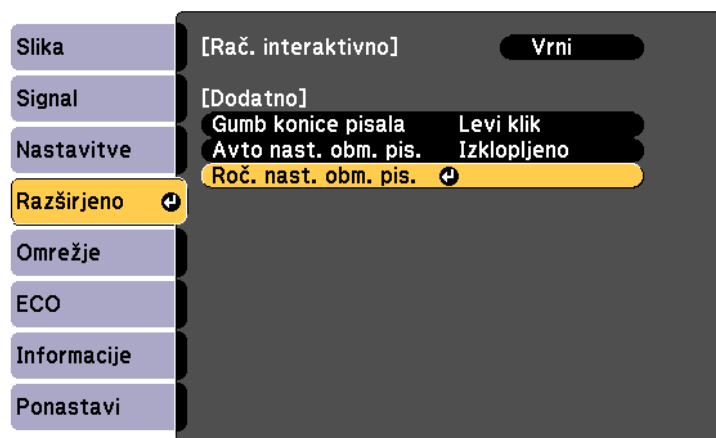 Slika
Signal
Nastavitve
Razširjeno
Omrežje
ECO
Informacije
Ponastavi
[Rač. interaktivno] Vrni
[Dodatno]
Gumb konice pisala Levi klik
Avto nast. obm. pis. Izklopljeno
Roč. nast. obm. pis.